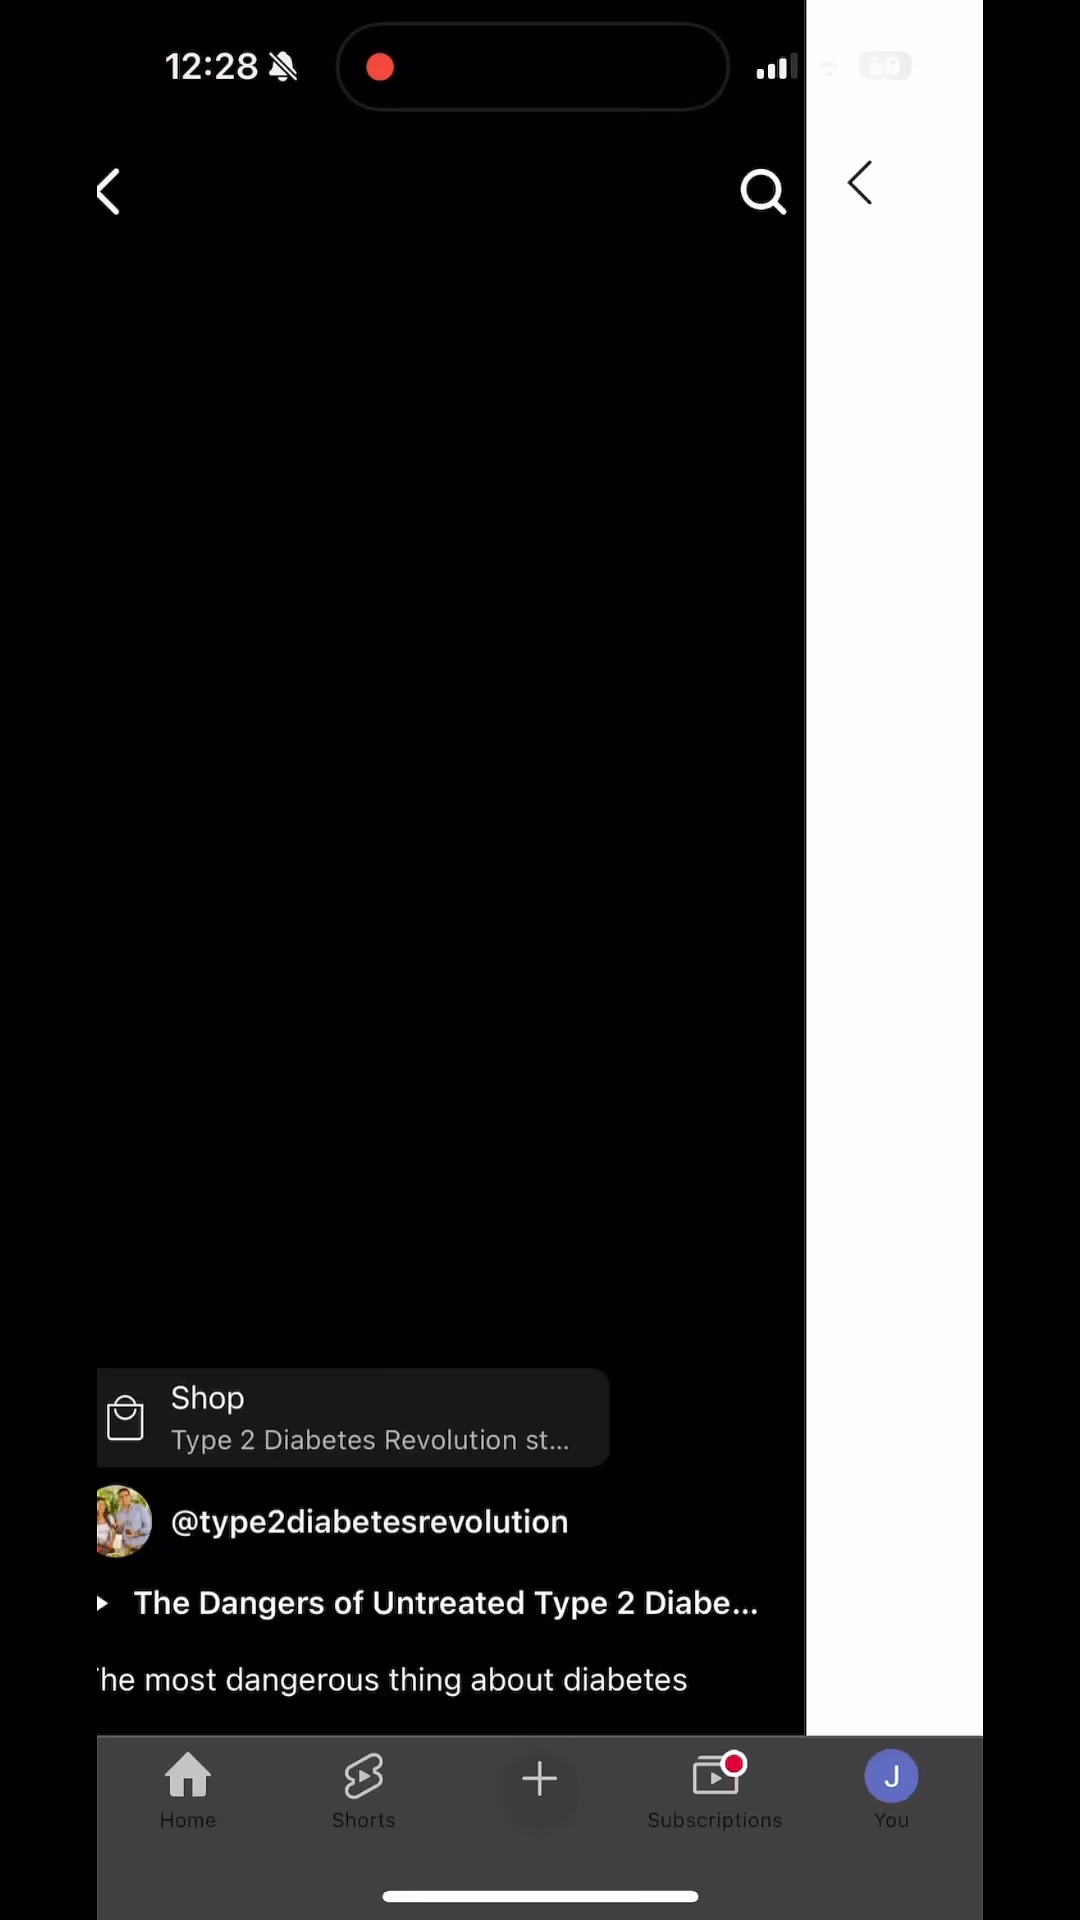 12:28
Shop
Type 2 Diabetes Revolution st...
@type2diabetesrevolution
The Dangers of Untreated Type 2 Diabe...
he most dangerous thing about diabetes
Home
Shorts
Subscriptions
J
You